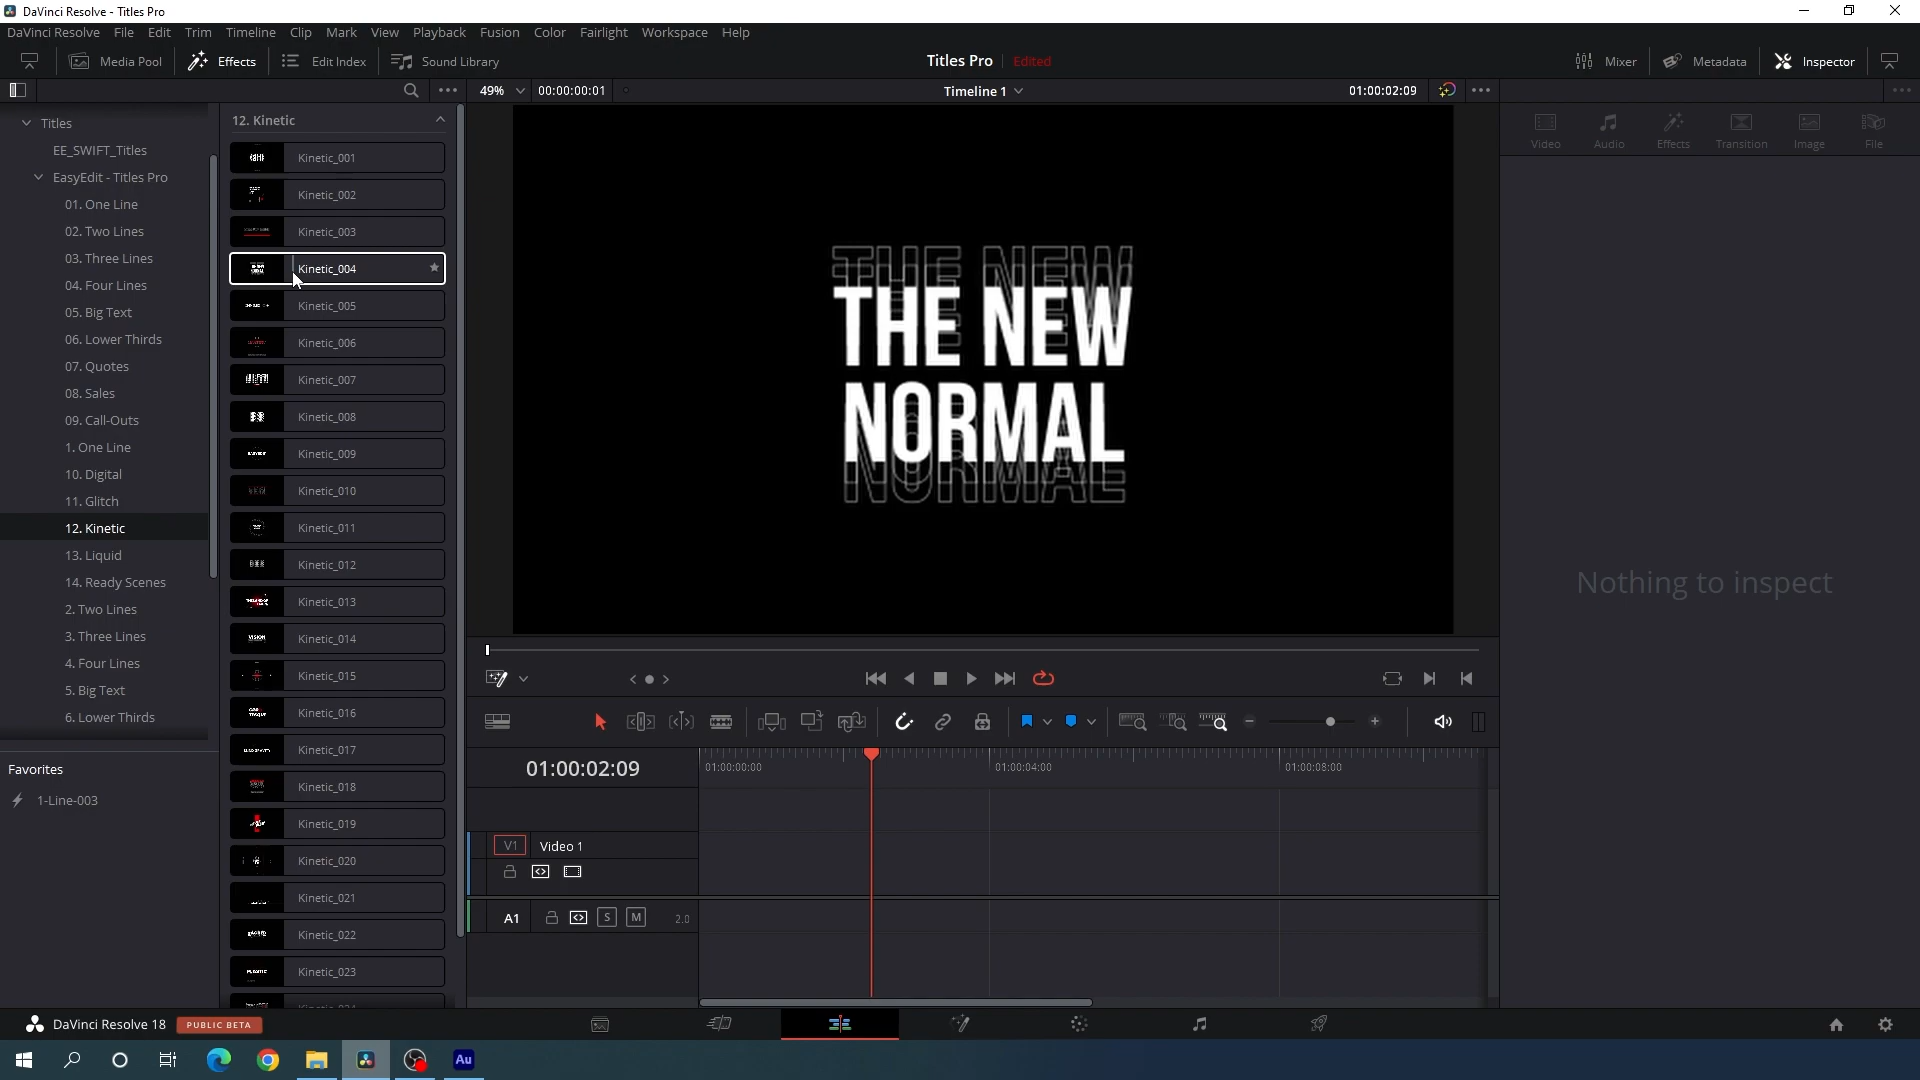 DaVinci Resolve - Titles Pro
DaVinci Resolve File Edit Trim Timeline Clip Mark View Playback Fusion Color Fairlight Workspace Help
Media Pool Effects Edit Index Sound Library
Titles Pro Edited
Mixer Metadata Inspector
49% 00:00:00:01 Timeline 1 01:00:02:09
Titles
EE_SWIFT_Titles
EasyEdit - Titles Pro
01. One Line
02. Two Lines
03. Three Lines
04. Four Lines
05. Big Text
06. Lower Thirds
07. Quotes
08. Sales
09. Call-Outs
1. One Line
10. Digital
11. Glitch
12. Kinetic
13. Liquid
14. Ready Scenes
2. Two Lines
3. Three Lines
4. Four Lines
5. Big Text
6. Lower Thirds
Favorites
1-Line-003
12. Kinetic
Kinetic_001
Kinetic_002
Kinetic_003
Kinetic_004
Kinetic_005
Kinetic_006
Kinetic_007
Kinetic_008
Kinetic_009
Kinetic_010
Kinetic_011
Kinetic_012
Kinetic_013
VISION
Kinetic_014
Kinetic_015
Kinetic_016
Kinetic_017
Kinetic_018
Kinetic_019
Kinetic_020
Kinetic_021
Kinetic_022
Kinetic_023
THE NEW
THE NEW
NORMAL
NORMAL
Video Audio Effects Transition Image File
Nothing to inspect
01:00:02:09
01:00:00:00 01:00:04:00 01:00:08:00
V1 Video 1
A1 S M 2.0
DaVinci Resolve 18 PUBLIC BETA
Au